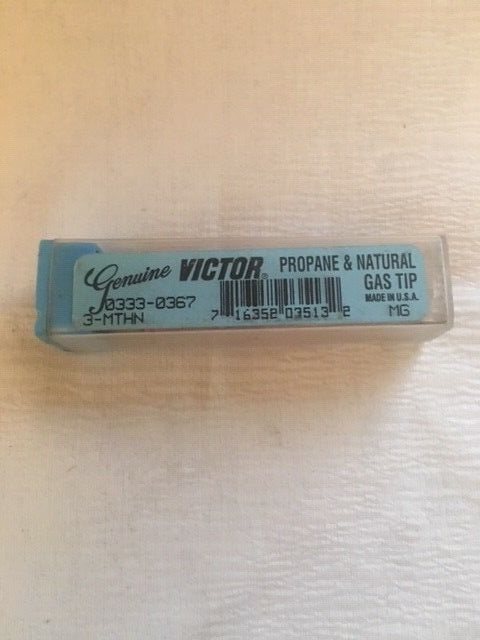 Genuine VICTOR® PROPANE & NATURAL
GAS TIP
MADE IN U.S.A.
0333-0367
3-MTHN 7 16352 03513 2 MG